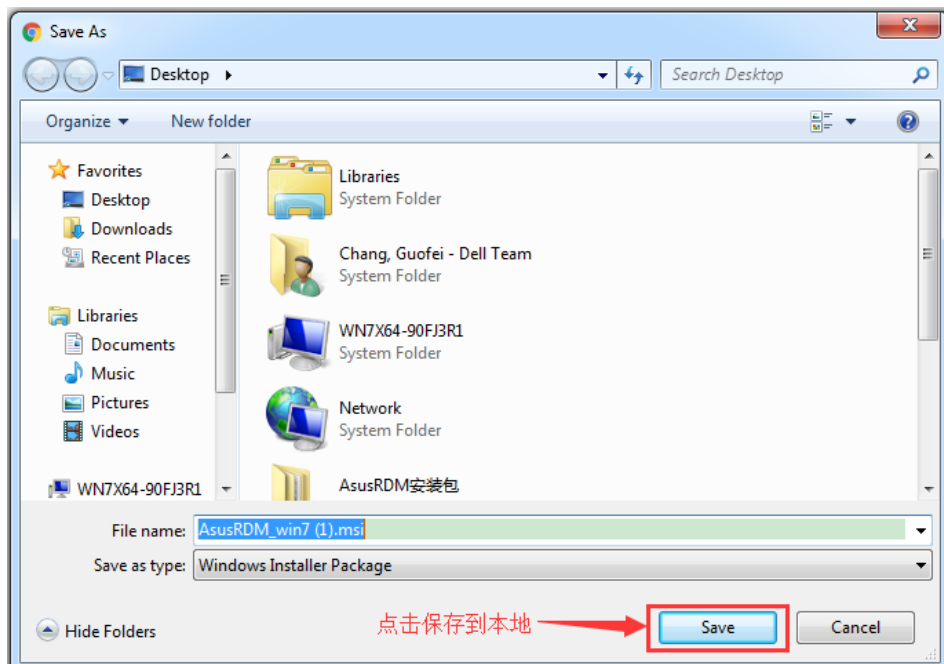 Save As
Desktop
Search Desktop
Organize
New folder
Favorites
Desktop
Downloads
Recent Places
Libraries
Documents
Music
Pictures
Videos
WN7X64-90FJ3R1
Libraries
System Folder
Chang, Guofei - Dell Team
System Folder
WN7X64-90FJ3R1
System Folder
Network
System Folder
AsusRDM安装包
File name: AsusRDM_win7 (1).msi
Save as type: Windows Installer Package
Hide Folders
点击保存到本地
Save
Cancel